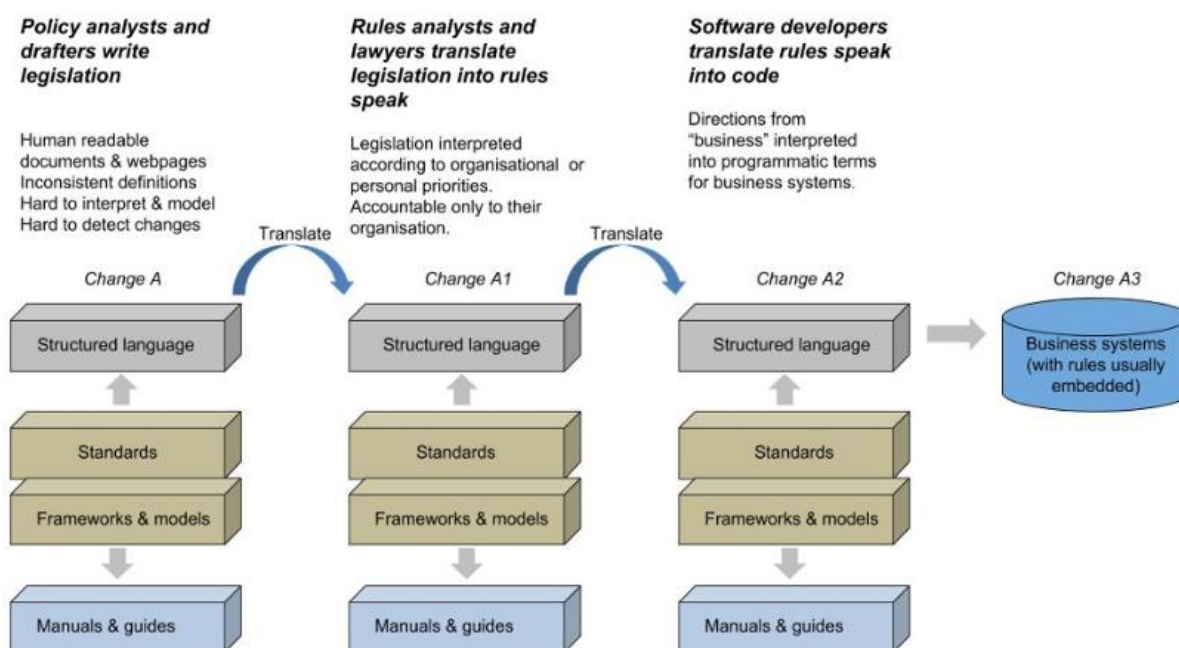 Policy analysts and
drafters write
legislation
Human readable
documents & webpages
Inconsistent definitions
Hard to interpret & model
Hard to detect changes
Rules analysts and
lawyers translate
legislation into rules
speak
Legislation interpreted
according to organisational or
personal priorities.
Accountable only to their
organisation.
Software developers
translate rules speak
into code
Directions from
“business” interpreted
into programmatic terms
for business systems.
Translate
Translate
Change A
Change A1
Change A2
Change A3
Structured language
Structured language
Structured language
Business systems
(with rules usually
embedded)
Standards
Standards
Standards
Frameworks & models
Frameworks & models
Frameworks & models
Manuals & guides
Manuals & guides
Manuals & guides